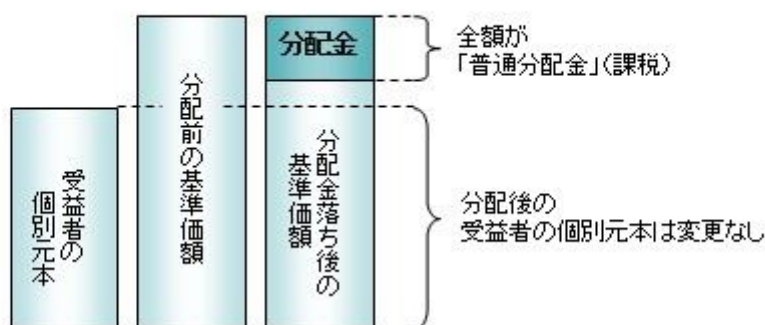 受益者の
個別元本
分配前の基準価額
分配金
分配金落ち後の
基準価額
全額が
「普通分配金」(課税)
分配後の
受益者の個別元本は変更なし